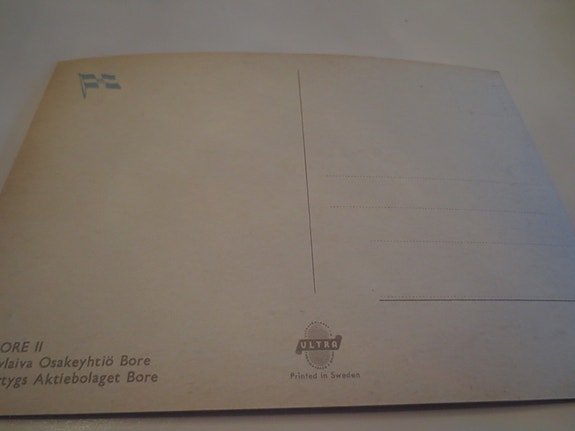 ORE II
vlaiva Osakeyhtiö Bore
tygs Aktiebolaget Bore
ULTRA
Printed in Sweden